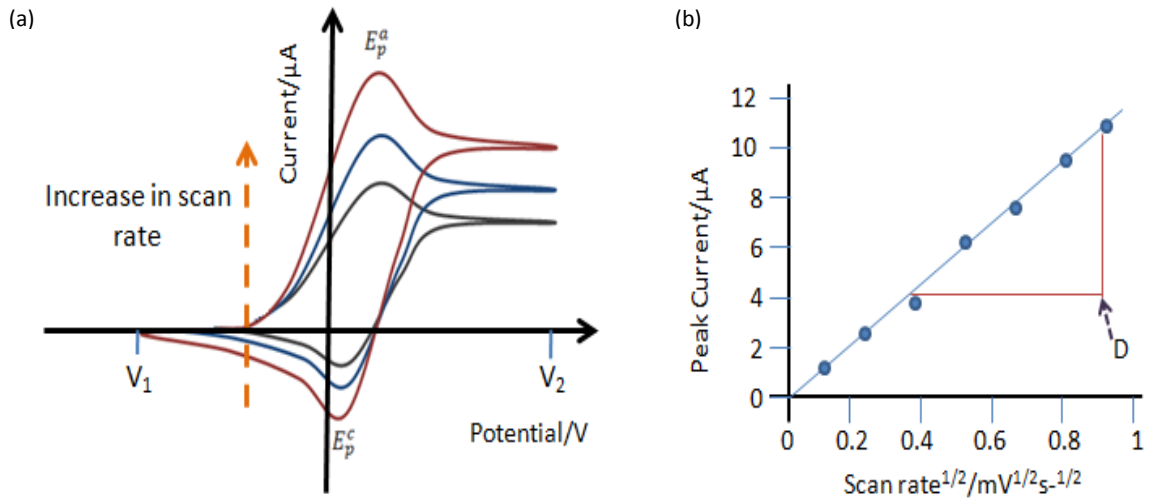 (a)
E_p^a
Current/μA
Increase in scan
rate
V₁
V₂
E_p^c
Potential/V
(b)
Peak Current/μA
12
10
8
6
4
2
0
D
0
0.2
0.4
0.6
0.8
1
Scan rate^1/2/mV^1/2s-^1/2